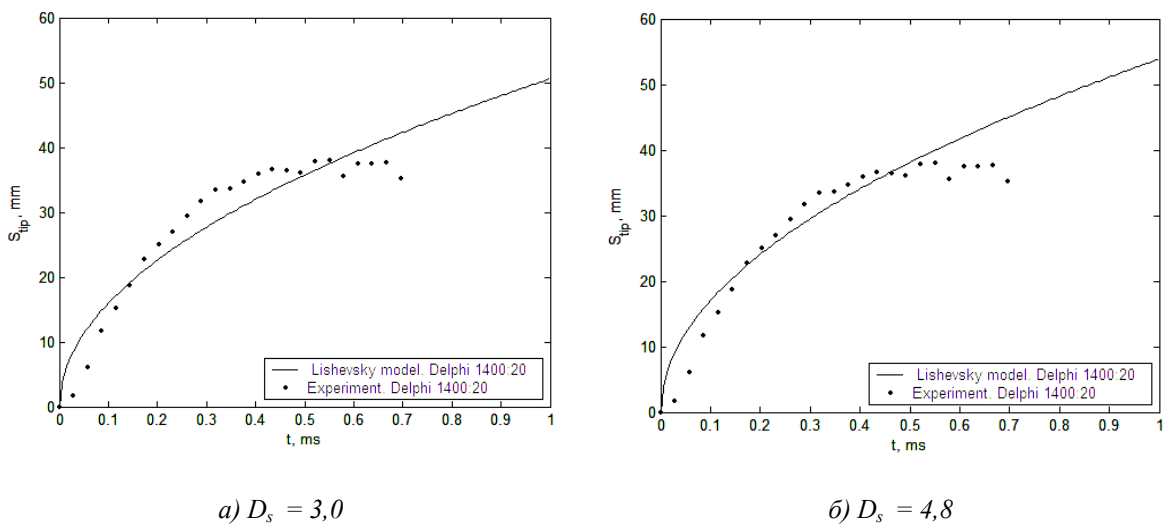 60
50
40
30
20
10
0
S_tip, mm
0 0.1 0.2 0.3 0.4 0.5 0.6 0.7 0.8 0.9 1
t, ms
Lishevsky model. Delphi 1400:20
Experiment. Delphi 1400:20
а) D_s = 3,0
60
50
40
30
20
10
0
S_tip, mm
0 0.1 0.2 0.3 0.4 0.5 0.6 0.7 0.8 0.9 1
t, ms
Lishevsky model. Delphi 1400:20
Experiment. Delphi 1400:20
б) D_s = 4,8